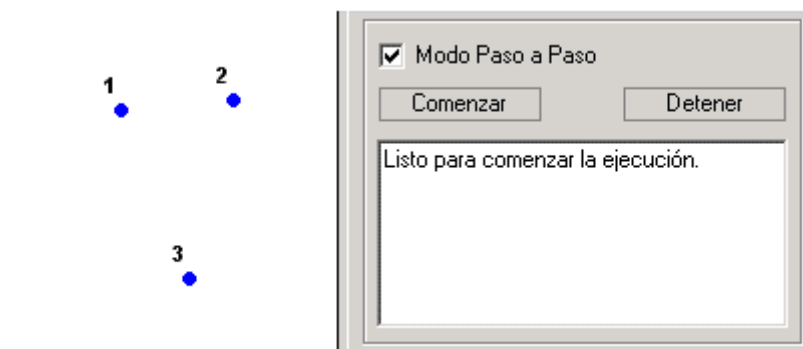 1
2
3
Modo Paso a Paso
Comenzar
Detener
Listo para comenzar la ejecución.